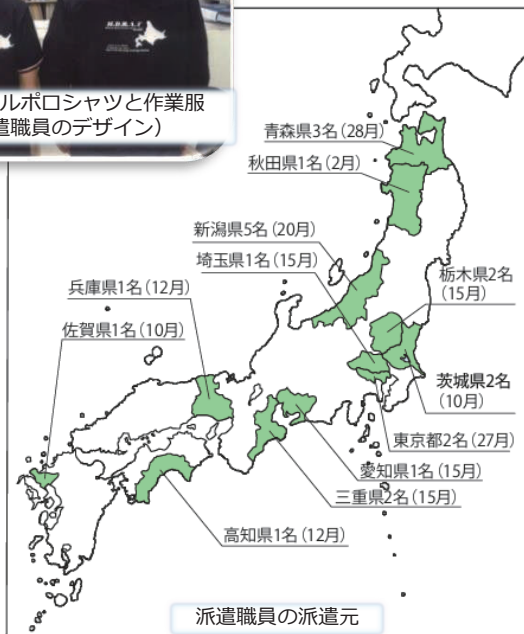 H.D.M.A.T
ルポロシャツと作業服
遣職員のデザイン）
青森県3名（28月）
秋田県1名（2月）
新潟県5名（20月）
埼玉県1名（15月）
兵庫県1名（12月）
栃木県2名
（15月）
佐賀県1名（10月）
茨城県2名
（10月）
東京都2名（27月）
愛知県1名（15月）
三重県2名（15月）
高知県1名（12月）
派遣職員の派遣元